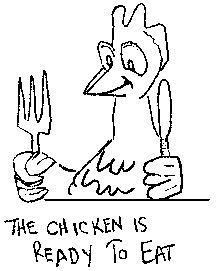 THE CHICKEN IS
READY TO EAT